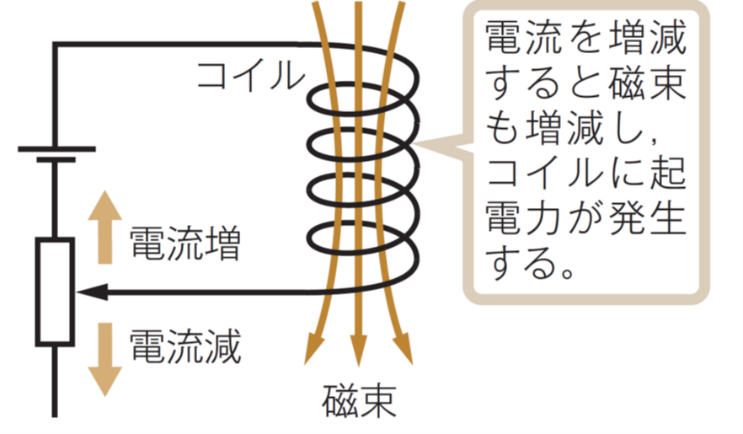 コイル
電流を増減
すると磁束
も増減し,
コイルに起
電力が発生
する。
電流増
電流減
磁束